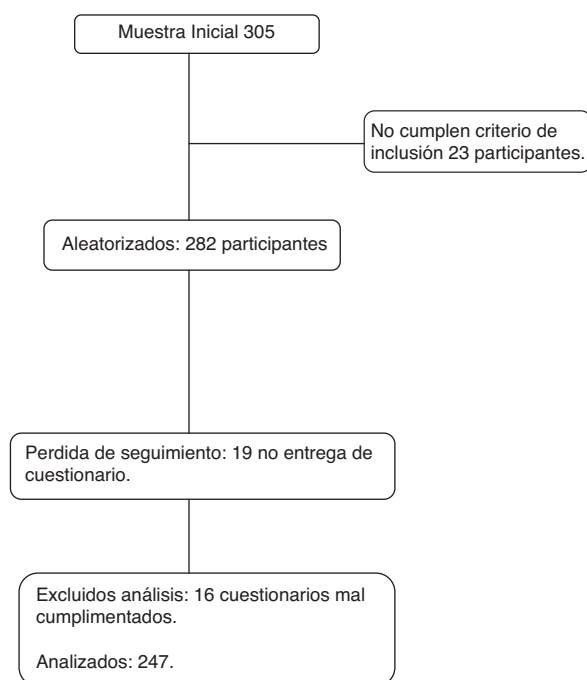 Muestra Inicial 305
No cumplen criterio de
inclusión 23 participantes.
Aleatorizados: 282 participantes
Perdida de seguimiento: 19 no entrega de
cuestionario.
Excluidos análisis: 16 cuestionarios mal
cumplimentados.
Analizados: 247.